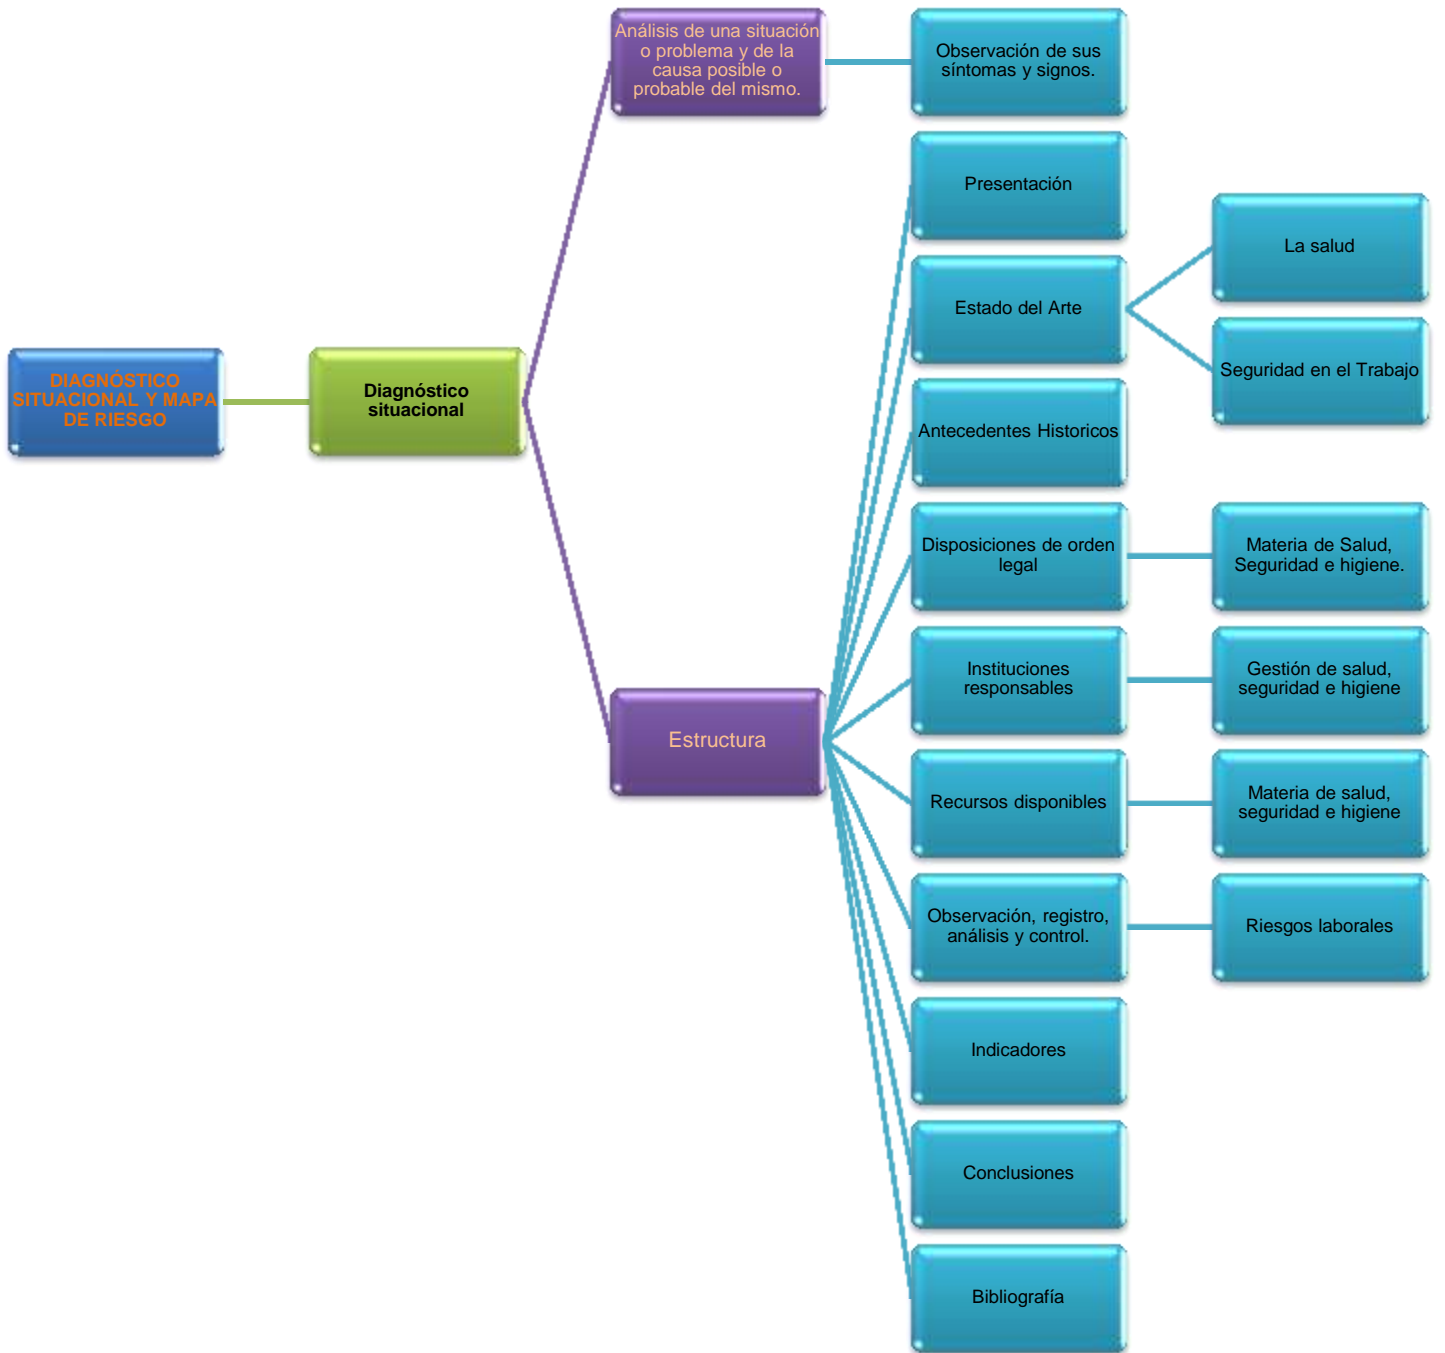 Análisis de una situación
o problema y de la
causa posible o
probable del mismo.
Observación de sus
síntomas y signos.
Presentación
La salud
Estado del Arte
Seguridad en el Trabajo
DIAGNÓSTICO
SITUACIONAL Y MAPA
DE RIESGO
Diagnóstico
situacional
Antecedentes Historicos
Disposiciones de orden
legal
Materia de Salud,
Seguridad e higiene.
Instituciones
responsables
Gestión de salud,
seguridad e higiene
Estructura
Recursos disponibles
Materia de salud,
seguridad e higiene
Observación, registro,
análisis y control.
Riesgos laborales
Indicadores
Conclusiones
Bibliografía